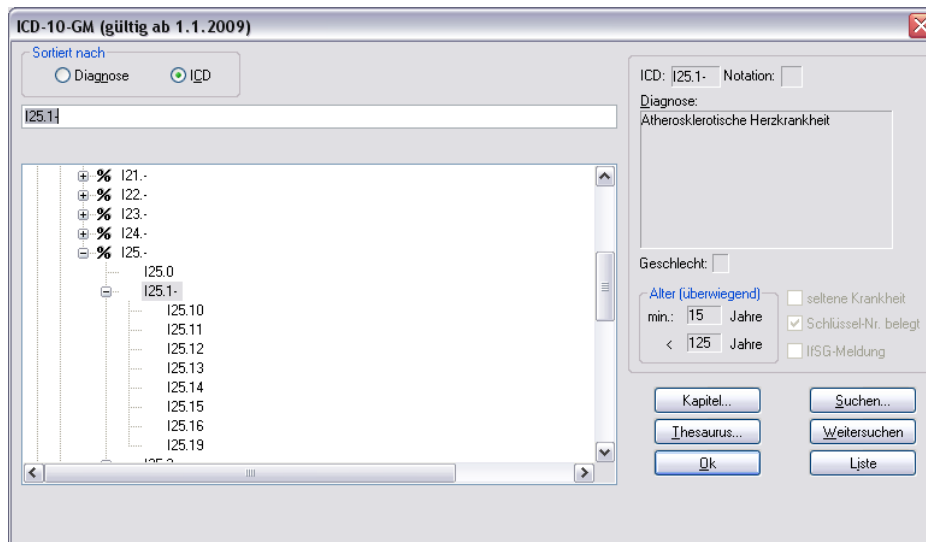 ICD-10-GM (gültig ab 1.1.2009)
Sortiert nach
Diagnose ICD
I25.1-
% I21.-
% I22.-
% I23.-
% I24.-
% I25.-
I25.0
I25.1-
I25.10
I25.11
I25.12
I25.13
I25.14
I25.15
I25.16
I25.19
ICD: I25.1- Notation:
Diagnose:
Atherosklerotische Herzkrankheit
Geschlecht:
Alter (überwiegend)
min.: 15 Jahre
< 125 Jahre
seltene Krankheit
Schlüssel-Nr. belegt
IfSG-Meldung
Kapitel... Suchen...
Thesaurus... Weitersuchen
Ok Liste